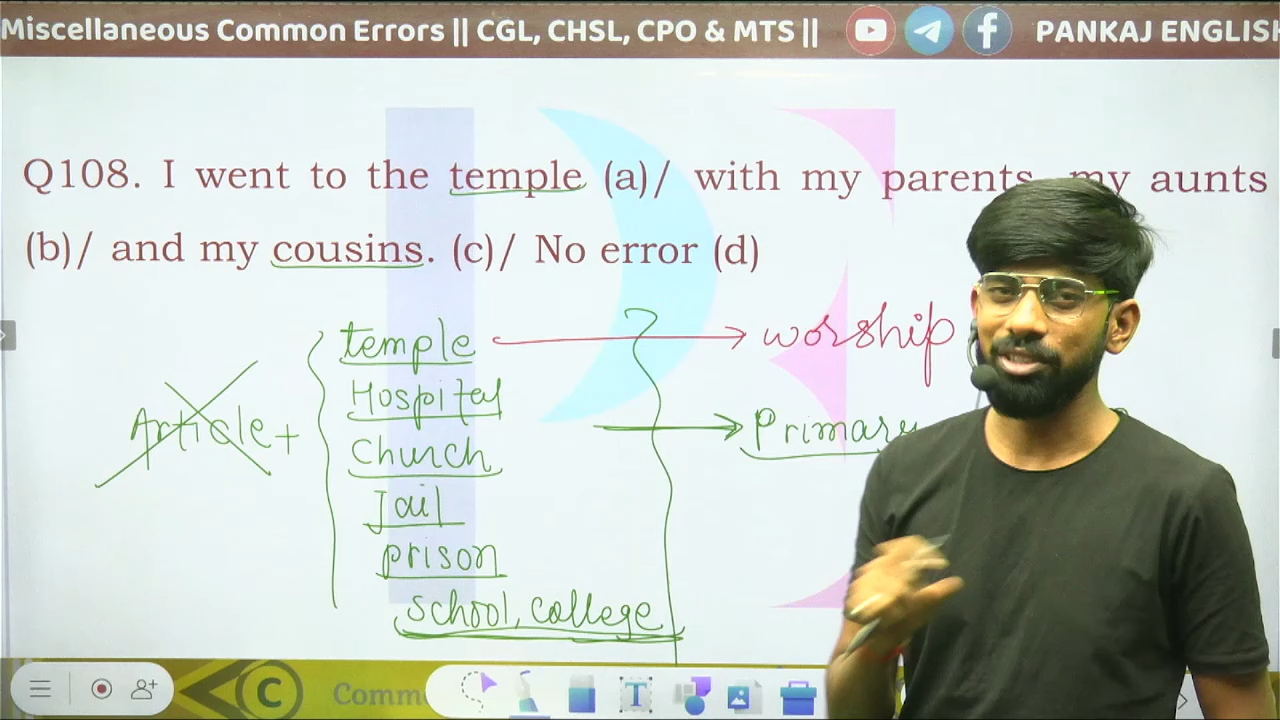 Miscellaneous Common Errors || CGL, CHSL, CPO & MTS || PANKAJ ENGLISH
Q108. I went to the temple (a)/ with my parents, my aunts
(b)/ and my cousins. (c)/ No error (d)
temple → worship
Hospital
Article +
→ Primary
Church
Jail
prison
school, college
C Comm
T